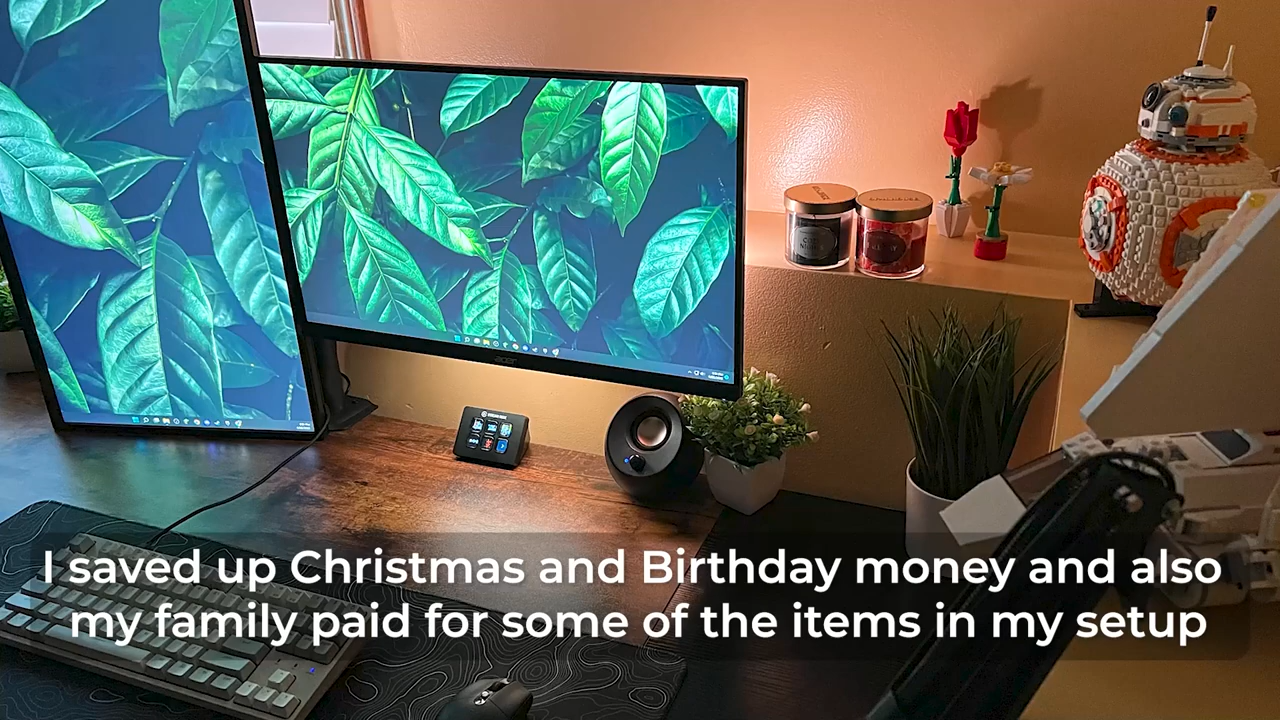 acer
I saved up Christmas and Birthday money and also
my family paid for some of the items in my setup